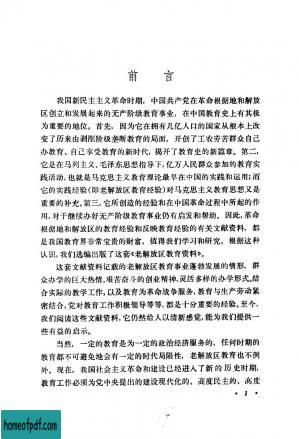 前言
我国新民主主义革命时期，中国共产党在革命根据地和解放
区创立和发展起来的无产阶级教育事业，在中国教育史上有其极
为重要的地位。首先，因为它在拥有几亿人口的国家从根本上改
变了历来由剥削阶级垄断教育的局面，开创了工农劳苦群众自己
办教育、自己享受教育的新时代，揭开了教育史的新篇章。第二，
它是在马列主义、毛泽东思想指导下，亿万人民群众参加的教育实
践活动，也就是马克思主义教育理论最早在中国的实践和运用；而
它的实践经验（即老解放区教育经验）对马克思主义教育思想又是
重要的补充。第三，它所创造的经验和在中国革命过程中所起的作
用，对于继续办好无产阶级教育事业仍有启发和帮助。因此，革命
根据地和解放区的教育经验和反映教育经验的有关文献资料，都
是我国教育界非常宝贵的财富，值得我们学习和研究。根据这种
认识，我们选编出版了这套《老解放区教育资料》。
这套文献资料记载的老解放区教育事业蓬勃发展的情形，群
众办学的巨大热情，艰苦奋斗的创业精神，灵活多样的办学形式，结
合实际的教学工作，以及教育为革命战争服务、教育与生产劳动紧
密结合、党对教育工作积极领导等等，都是十分重要的经验。至今，
我们阅读这些文献资料，它仍然给人以清新感觉，能为我们提供一
些有益的启示。
当然，一定的教育是为一定的政治经济服务的，任何时期的
教育都不可避免地会有一定的时代局限性，老解放区教育也不例
外。现在，我国社会主义革命和建设已经进入了新的历史时期，
教育工作必须为党中央提出的建设现代化的、高度民主的、高度
· 1 ·
homeofpdf.com